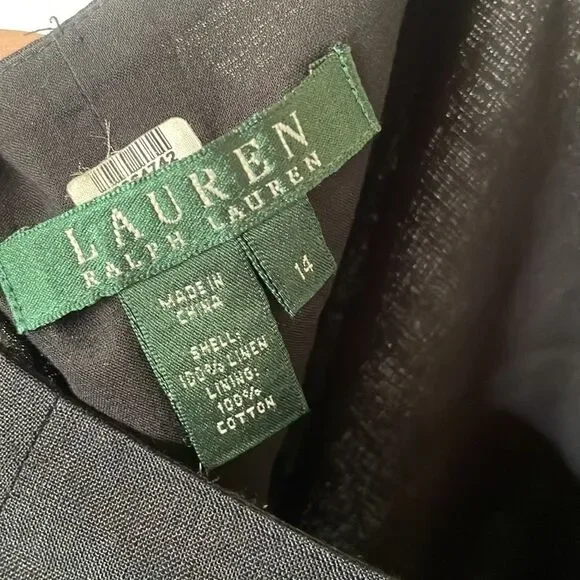 LAUREN
RALPH LAUREN
14
MADE IN
CHINA
SHELL:
100% LINEN
LINING:
100%
COTTON